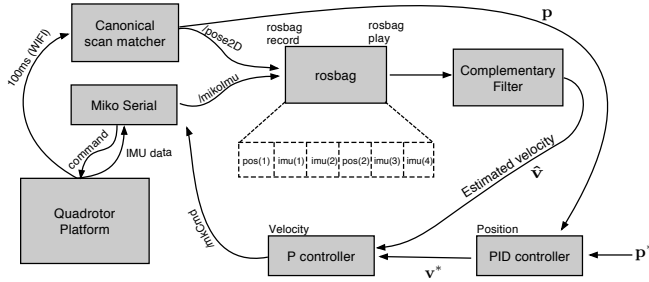 Canonical
scan matcher
100ms (WIFI)
/pose2D
rosbag
record
rosbag
play
p
rosbag
Complementary
Filter
Miko Serial
/mikoImu
command
IMU data
pos(1) imu(1) imu(2) pos(2) imu(3) imu(4)
Estimated velocity
v̂
Quadrotor
Platform
/mkCmd
Velocity
P controller
v*
Position
PID controller
p*